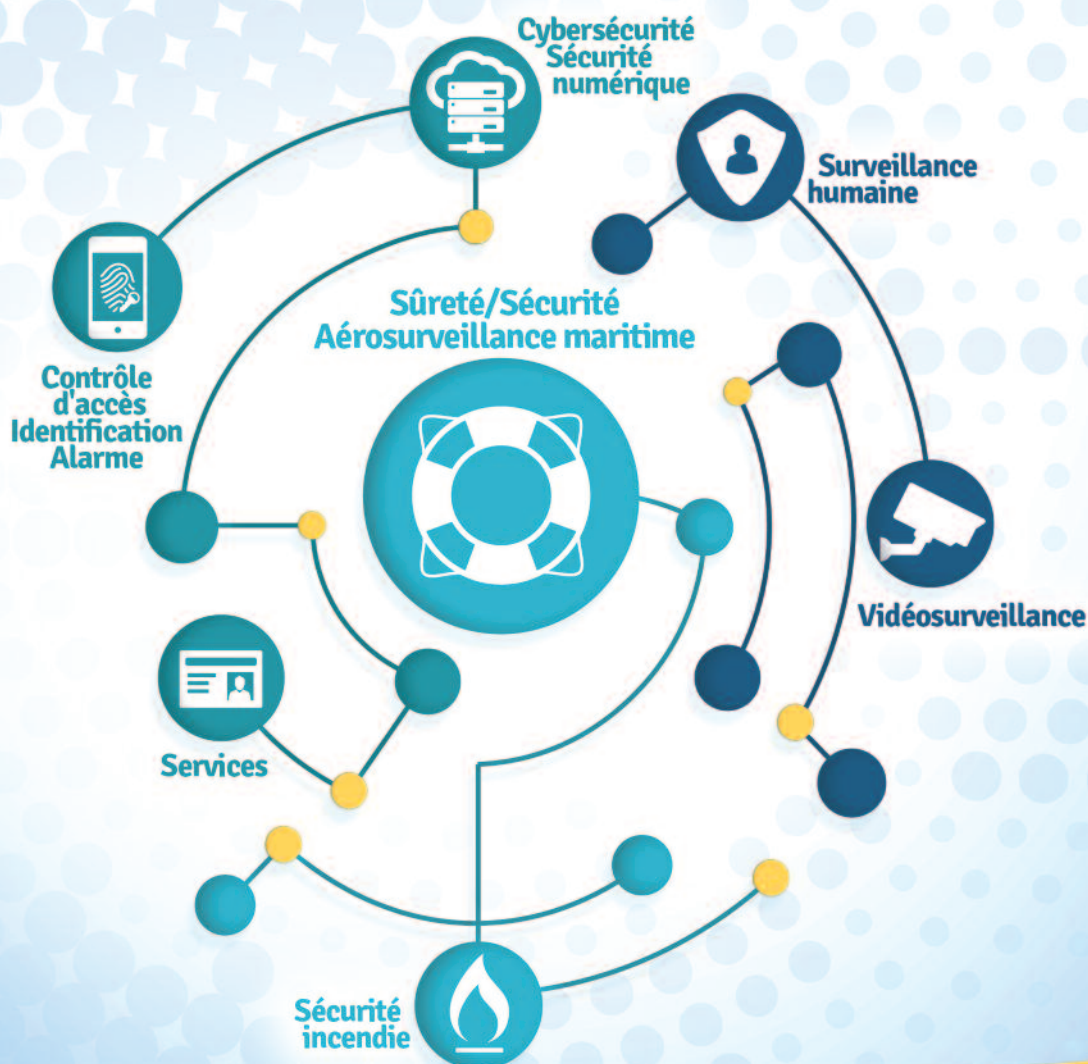 Cybersécurité
Sécurité
numérique
Surveillance
humaine
Sûreté/Sécurité
Aérosurveillance maritime
Contrôle
d'accès
Identification
Alarme
Vidéosurveillance
Services
Sécurité
incendie